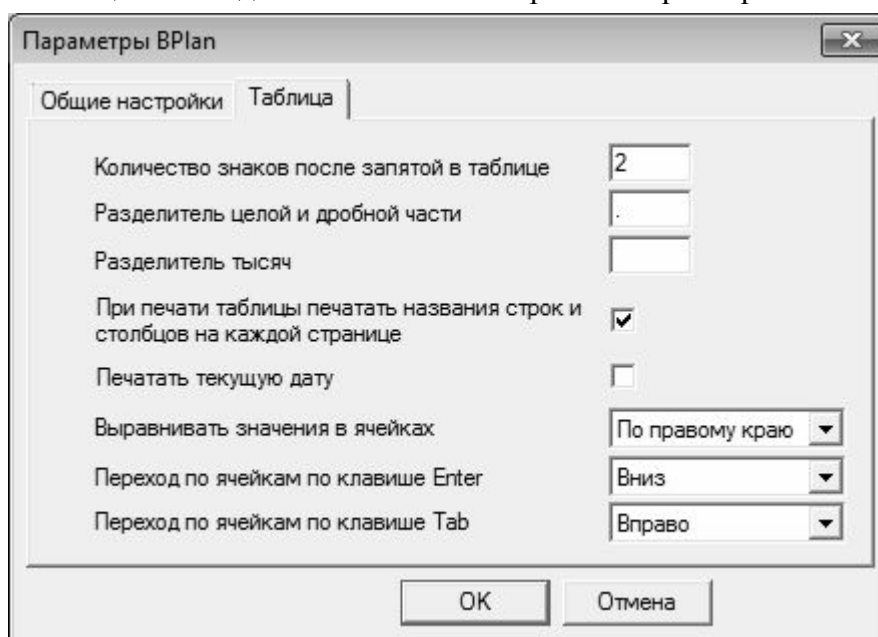 Параметры BPlan
Общие настройки Таблица
Количество знаков после запятой в таблице 2
Разделитель целой и дробной части .
Разделитель тысяч
При печати таблицы печатать названия строк и
столбцов на каждой странице
Печатать текущую дату
Выравнивать значения в ячейках По правому краю
Переход по ячейкам по клавише Enter Вниз
Переход по ячейкам по клавише Tab Вправо
ОК Отмена